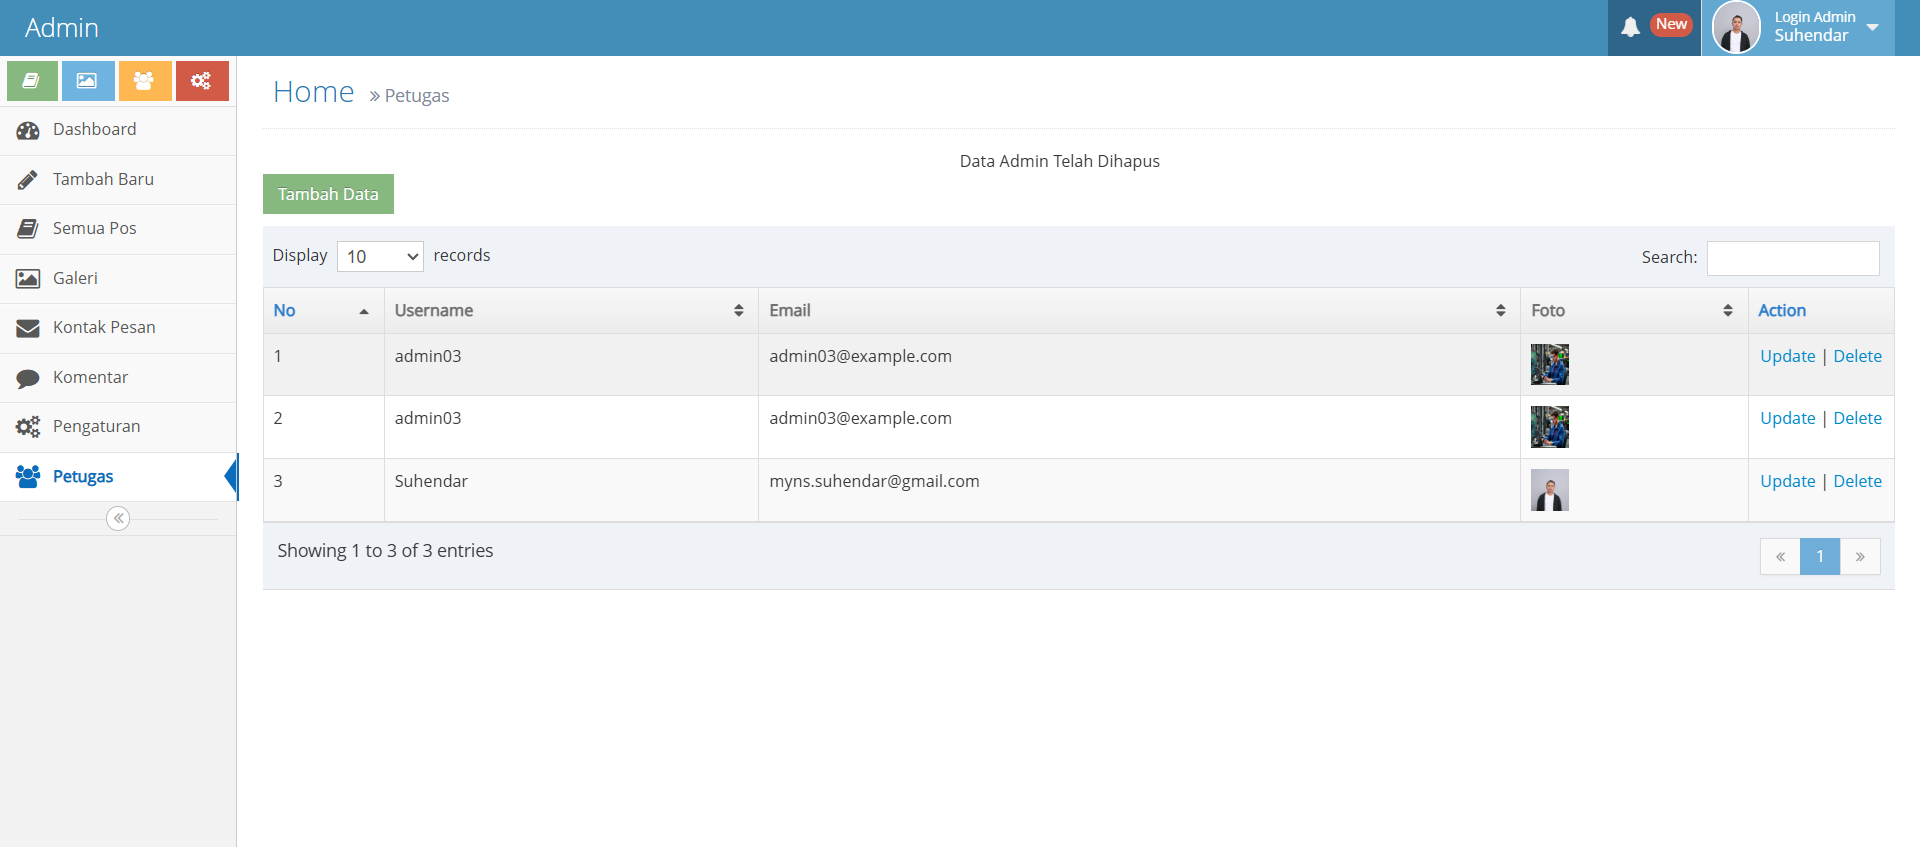 Admin
New
Login Admin
Suhendar
Dashboard
Tambah Baru
Semua Pos
Galeri
Kontak Pesan
Komentar
Pengaturan
Petugas
Home » Petugas
Data Admin Telah Dihapus
Tambah Data
Display 10 records
Search:
No Username Email Foto Action
1 admin03 admin03@example.com Update | Delete
2 admin03 admin03@example.com Update | Delete
3 Suhendar myns.suhendar@gmail.com Update | Delete
Showing 1 to 3 of 3 entries
« 1 »